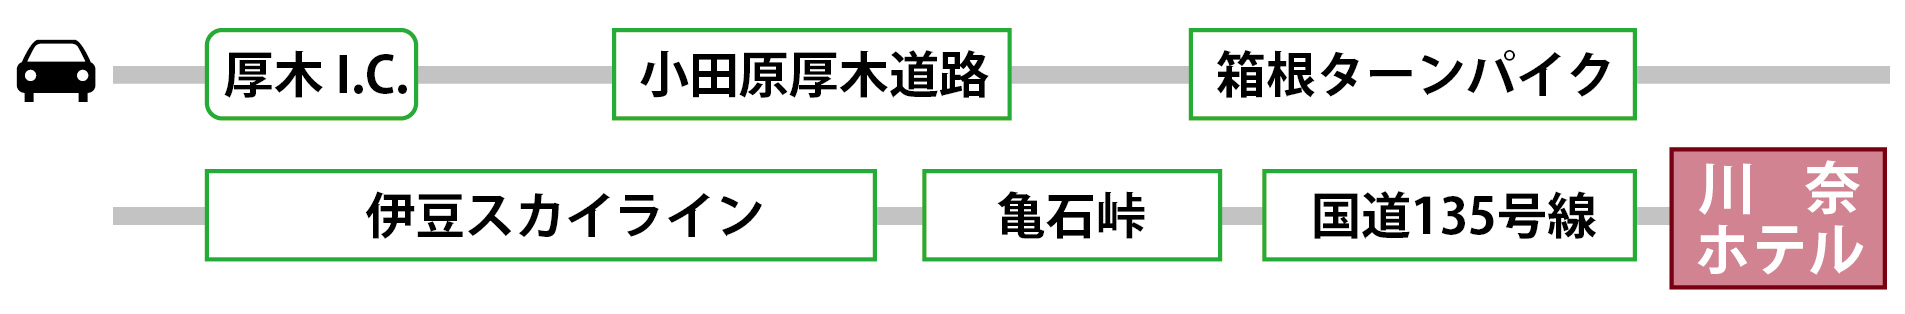 厚木 I.C.
小田原厚木道路
箱根ターンパイク
伊豆スカイライン
亀石峠
国道135号線
川　奈
ホテル